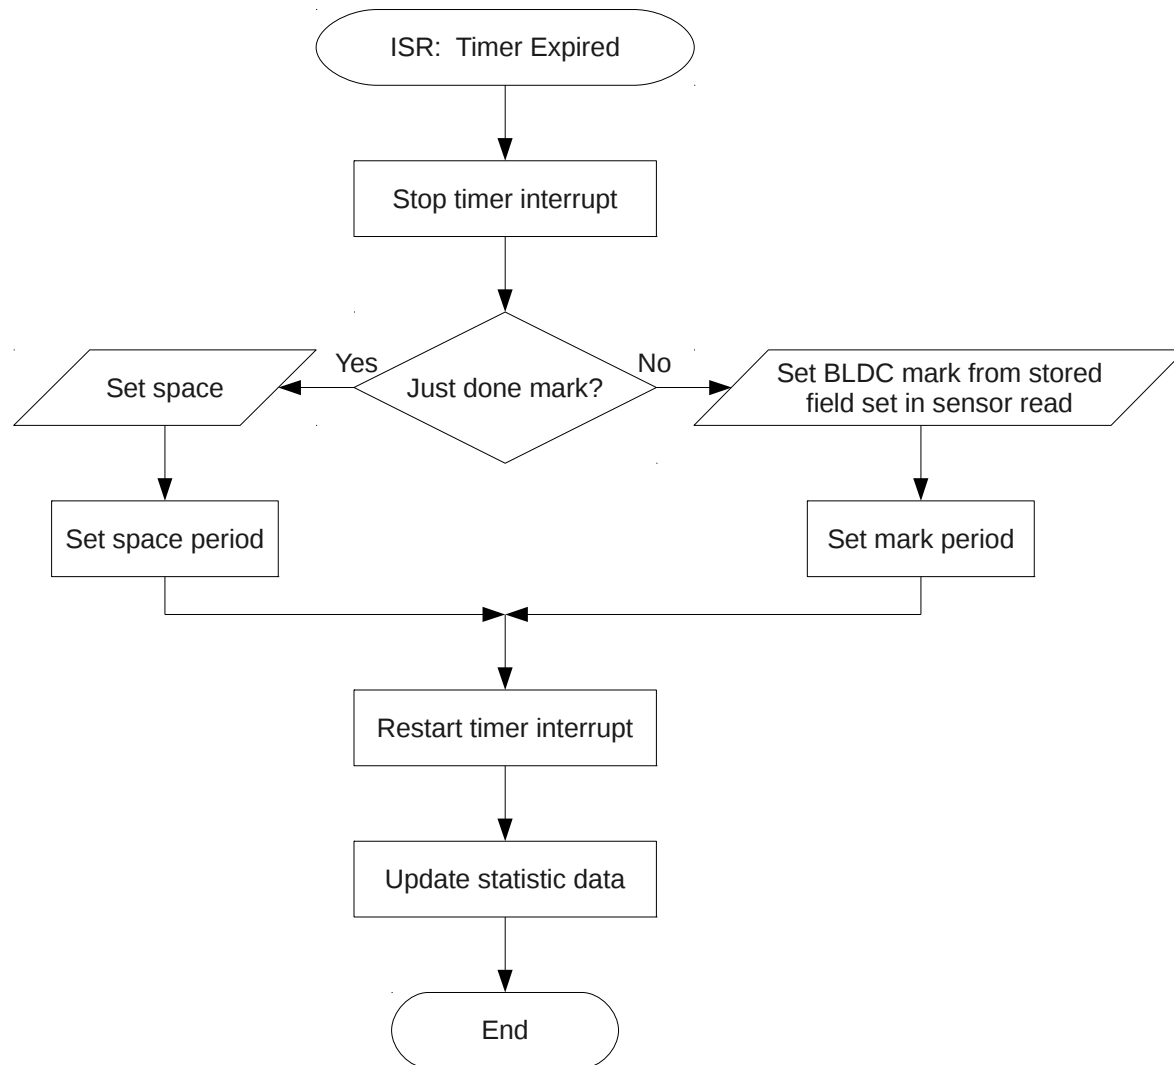 ISR:  Timer Expired
Stop timer interrupt
Just done mark?
Yes
No
Set space
Set BLDC mark from stored
field set in sensor read
Set space period
Set mark period
Restart timer interrupt
Update statistic data
End